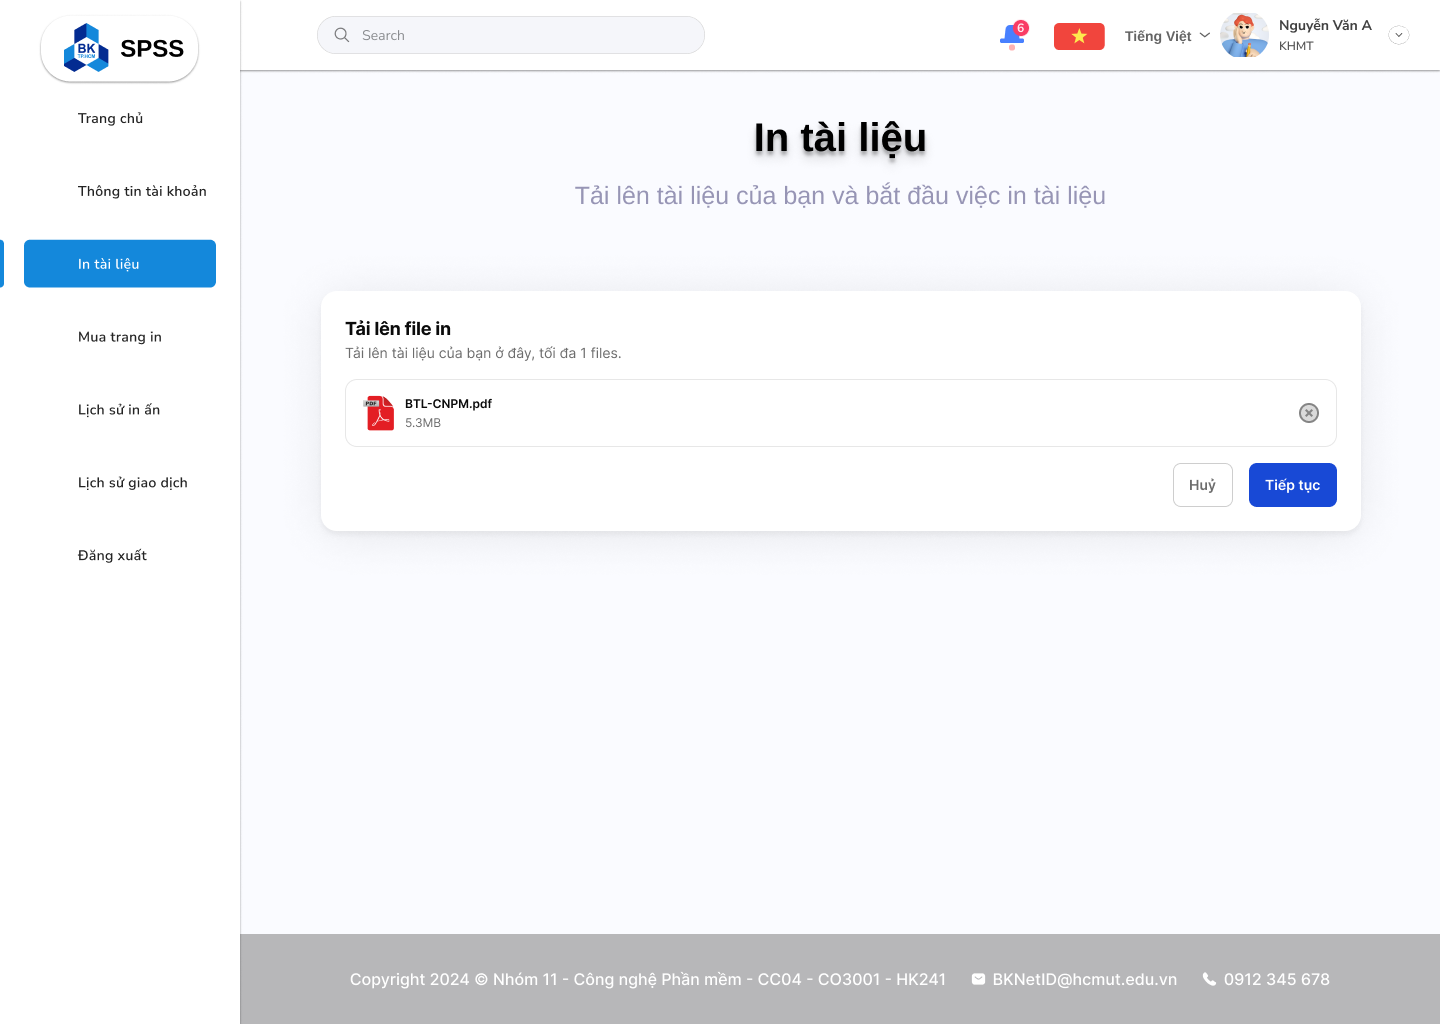 BK
TP.HCM
SPSS
Search
6
Tiếng Việt
Nguyễn Văn A
KHMT
Trang chủ
Thông tin tài khoản
In tài liệu
Mua trang in
Lịch sử in ấn
Lịch sử giao dịch
Đăng xuất
In tài liệu
Tải lên tài liệu của bạn và bắt đầu việc in tài liệu
Tải lên file in
Tải lên tài liệu của bạn ở đây, tối đa 1 files.
PDF
BTL-CNPM.pdf
5.3MB
Huỷ
Tiếp tục
Copyright 2024 © Nhóm 11 - Công nghệ Phần mềm - CC04 - CO3001 - HK241
BKNetID@hcmut.edu.vn
0912 345 678